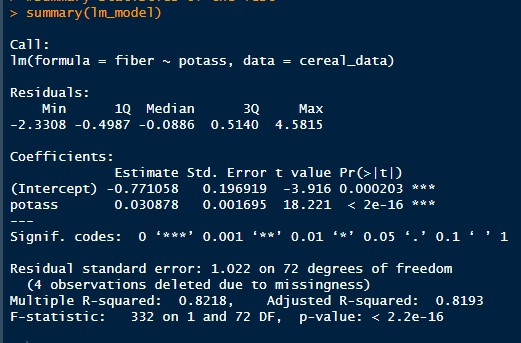 > summary(lm_model)
Call:
lm(formula = fiber ~ potass, data = cereal_data)
Residuals:
    Min      1Q  Median      3Q     Max
-2.3308 -0.4987 -0.0886  0.5140  4.5815
Coefficients:
             Estimate Std. Error t value Pr(>|t|)
(Intercept) -0.771058   0.196919  -3.916 0.000203 ***
potass       0.030878   0.001695  18.221  < 2e-16 ***
---
Signif. codes:  0 ‘***’ 0.001 ‘**’ 0.01 ‘*’ 0.05 ‘.’ 0.1 ‘ ’ 1
Residual standard error: 1.022 on 72 degrees of freedom
  (4 observations deleted due to missingness)
Multiple R-squared:  0.8218,    Adjusted R-squared:  0.8193
F-statistic:   332 on 1 and 72 DF,  p-value: < 2.2e-16